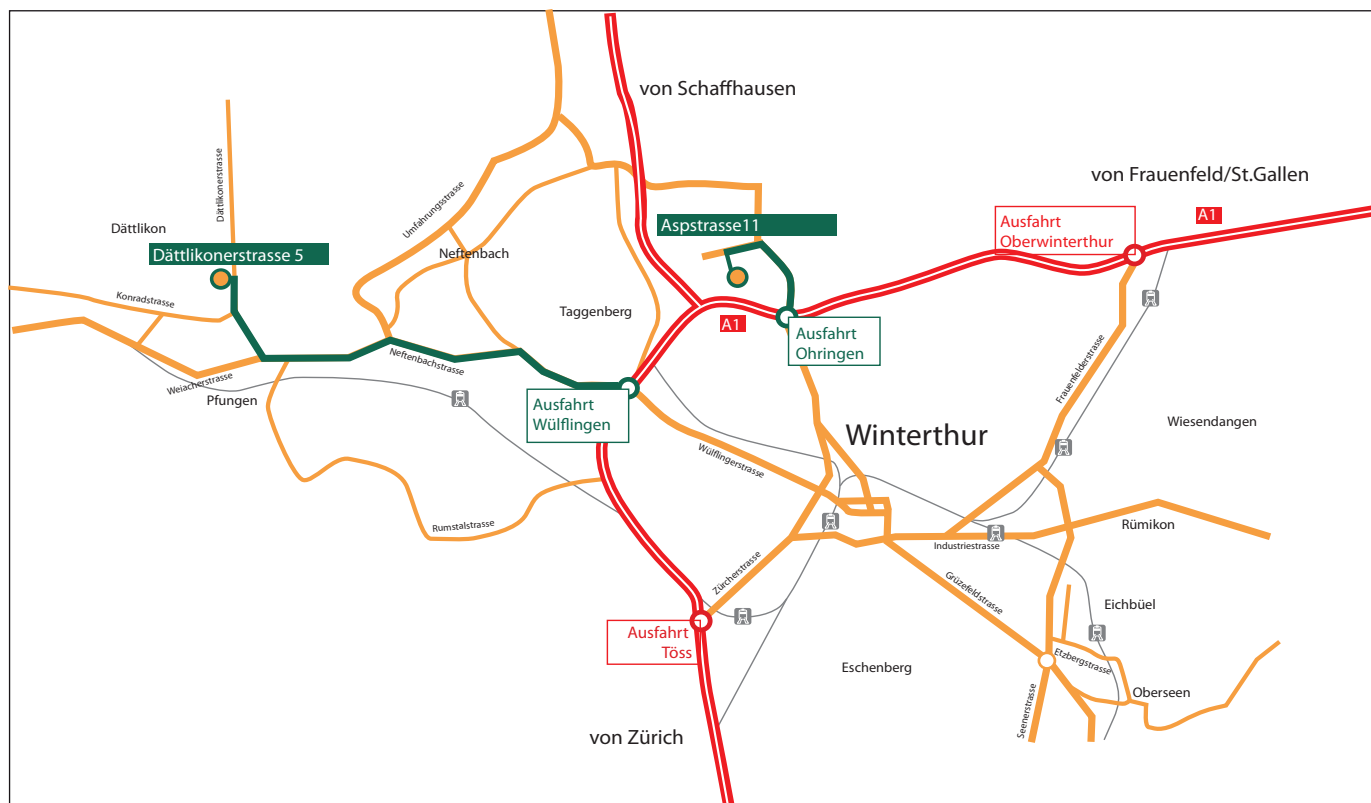 von Schaffhausen
von Frauenfeld/St.Gallen
A1
Ausfahrt
Oberwinterthur
Aspstrasse11
Dättlikonerstrasse
Umfahrungsstrasse
Dättlikon
Dättlikonerstrasse 5
Neftenbach
Konradstrasse
Taggenberg
A1
Ausfahrt
Ohringen
Neftenbachstrasse
Weiacherstrasse
Pfungen
Ausfahrt
Wülflingen
Frauenfelderstrasse
Wiesendangen
Winterthur
Wülflingerstrasse
Rumstalstrasse
Rümikon
Industriestrasse
Zürcherstrasse
Grüzefeldstrasse
Eichbüel
Ausfahrt
Töss
Eschenberg
Etzbergstrasse
Oberseen
Seenerstrasse
von Zürich